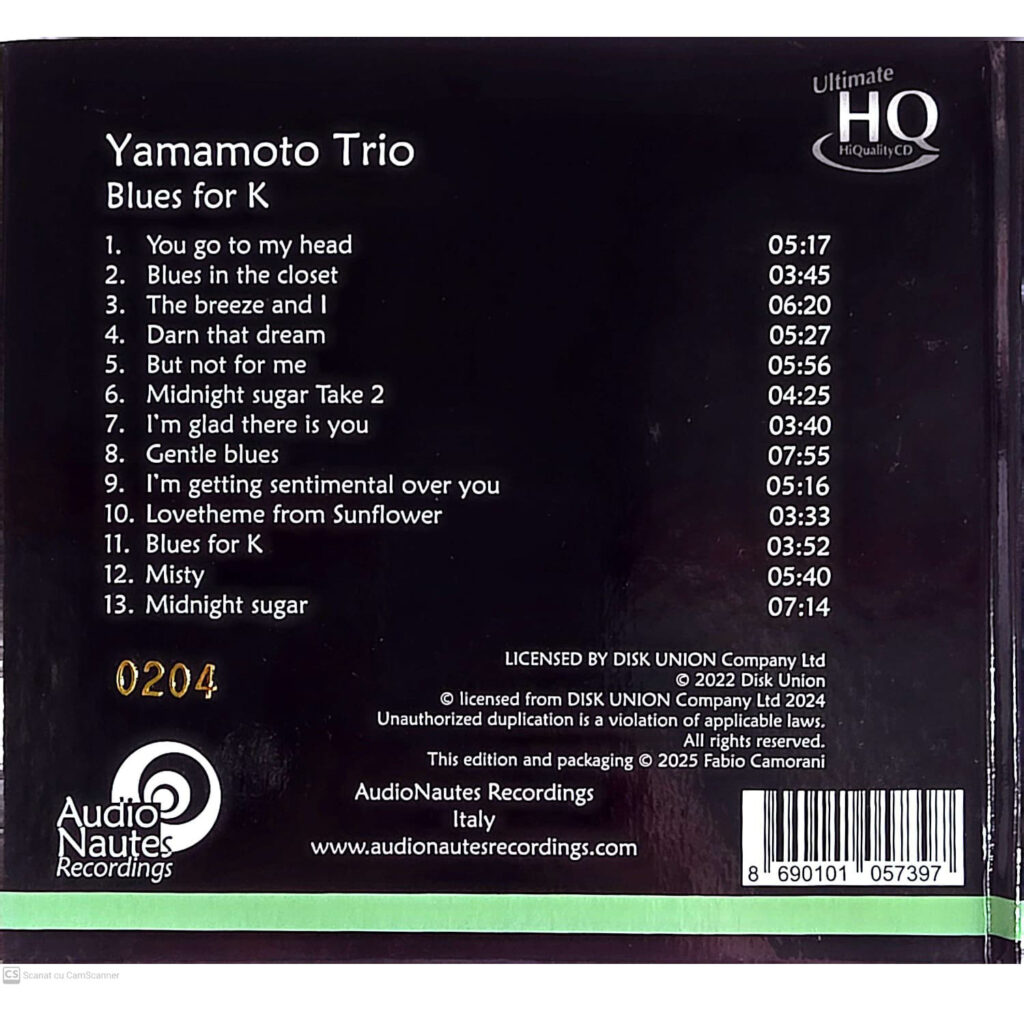 Ultimate
HQ
HiQualityCD
Yamamoto Trio
Blues for K
1. You go to my head 05:17
2. Blues in the closet 03:45
3. The breeze and I 06:20
4. Darn that dream 05:27
5. But not for me 05:56
6. Midnight sugar Take 2 04:25
7. I'm glad there is you 03:40
8. Gentle blues 07:55
9. I'm getting sentimental over you 05:16
10. Lovetheme from Sunflower 03:33
11. Blues for K 03:52
12. Misty 05:40
13. Midnight sugar 07:14
0204
LICENSED BY DISK UNION Company Ltd
© 2022 Disk Union
© licensed from DISK UNION Company Ltd 2024
Unauthorized duplication is a violation of applicable laws.
All rights reserved.
This edition and packaging © 2025 Fabio Camorani
AudioNautes Recordings
Italy
www.audionautesrecordings.com
Audio
Nautes
Recordings
8 690101 057397
CS Scanat cu CamScanner